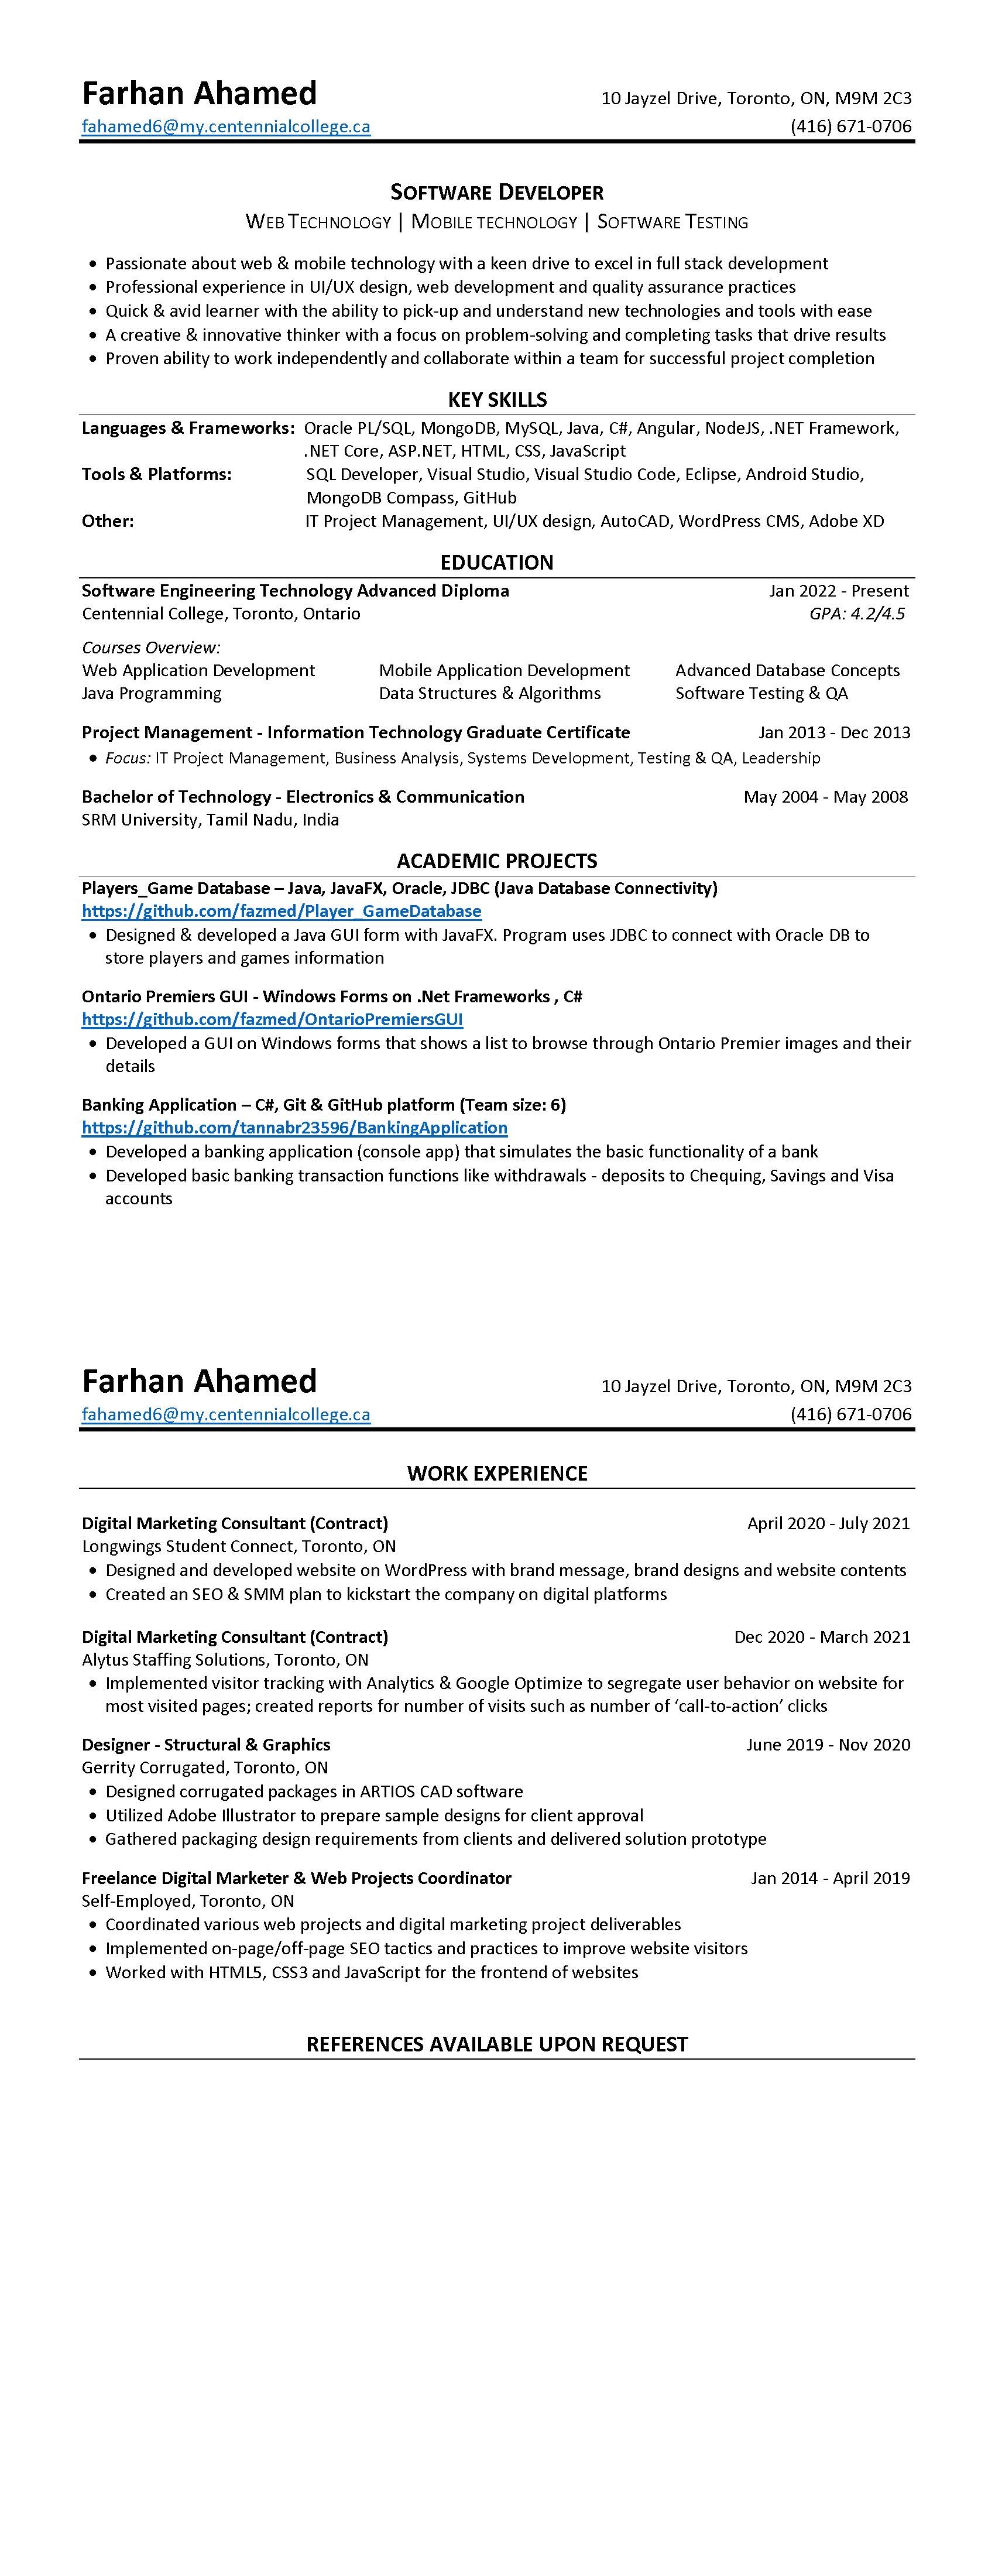 Farhan Ahamed
10 Jayzel Drive, Toronto, ON, M9M 2C3
fahamed6@my.centennialcollege.ca
(416) 671-0706
SOFTWARE DEVELOPER
WEB TECHNOLOGY | MOBILE TECHNOLOGY | SOFTWARE TESTING
• Passionate about web & mobile technology with a keen drive to excel in full stack development
• Professional experience in UI/UX design, web development and quality assurance practices
• Quick & avid learner with the ability to pick-up and understand new technologies and tools with ease
• A creative & innovative thinker with a focus on problem-solving and completing tasks that drive results
• Proven ability to work independently and collaborate within a team for successful project completion
KEY SKILLS
Languages & Frameworks: Oracle PL/SQL, MongoDB, MySQL, Java, C#, Angular, NodeJS, .NET Framework,
.NET Core, ASP.NET, HTML, CSS, JavaScript
Tools & Platforms: SQL Developer, Visual Studio, Visual Studio Code, Eclipse, Android Studio,
MongoDB Compass, GitHub
Other: IT Project Management, UI/UX design, AutoCAD, WordPress CMS, Adobe XD
EDUCATION
Software Engineering Technology Advanced Diploma Jan 2022 - Present
Centennial College, Toronto, Ontario GPA: 4.2/4.5
Courses Overview:
Web Application Development Mobile Application Development Advanced Database Concepts
Java Programming Data Structures & Algorithms Software Testing & QA
Project Management - Information Technology Graduate Certificate Jan 2013 - Dec 2013
• Focus: IT Project Management, Business Analysis, Systems Development, Testing & QA, Leadership
Bachelor of Technology - Electronics & Communication May 2004 - May 2008
SRM University, Tamil Nadu, India
ACADEMIC PROJECTS
Players_Game Database – Java, JavaFX, Oracle, JDBC (Java Database Connectivity)
https://github.com/fazmed/Player_GameDatabase
• Designed & developed a Java GUI form with JavaFX. Program uses JDBC to connect with Oracle DB to
store players and games information
Ontario Premiers GUI - Windows Forms on .Net Frameworks , C#
https://github.com/fazmed/OntarioPremiersGUI
• Developed a GUI on Windows forms that shows a list to browse through Ontario Premier images and their
details
Banking Application – C#, Git & GitHub platform (Team size: 6)
https://github.com/tannabr23596/BankingApplication
• Developed a banking application (console app) that simulates the basic functionality of a bank
• Developed basic banking transaction functions like withdrawals - deposits to Chequing, Savings and Visa
accounts
Farhan Ahamed
10 Jayzel Drive, Toronto, ON, M9M 2C3
fahamed6@my.centennialcollege.ca
(416) 671-0706
WORK EXPERIENCE
Digital Marketing Consultant (Contract) April 2020 - July 2021
Longwings Student Connect, Toronto, ON
• Designed and developed website on WordPress with brand message, brand designs and website contents
• Created an SEO & SMM plan to kickstart the company on digital platforms
Digital Marketing Consultant (Contract) Dec 2020 - March 2021
Alytus Staffing Solutions, Toronto, ON
• Implemented visitor tracking with Analytics & Google Optimize to segregate user behavior on website for
most visited pages; created reports for number of visits such as number of ‘call-to-action’ clicks
Designer - Structural & Graphics June 2019 - Nov 2020
Gerrity Corrugated, Toronto, ON
• Designed corrugated packages in ARTIOS CAD software
• Utilized Adobe Illustrator to prepare sample designs for client approval
• Gathered packaging design requirements from clients and delivered solution prototype
Freelance Digital Marketer & Web Projects Coordinator Jan 2014 - April 2019
Self-Employed, Toronto, ON
• Coordinated various web projects and digital marketing project deliverables
• Implemented on-page/off-page SEO tactics and practices to improve website visitors
• Worked with HTML5, CSS3 and JavaScript for the frontend of websites
REFERENCES AVAILABLE UPON REQUEST